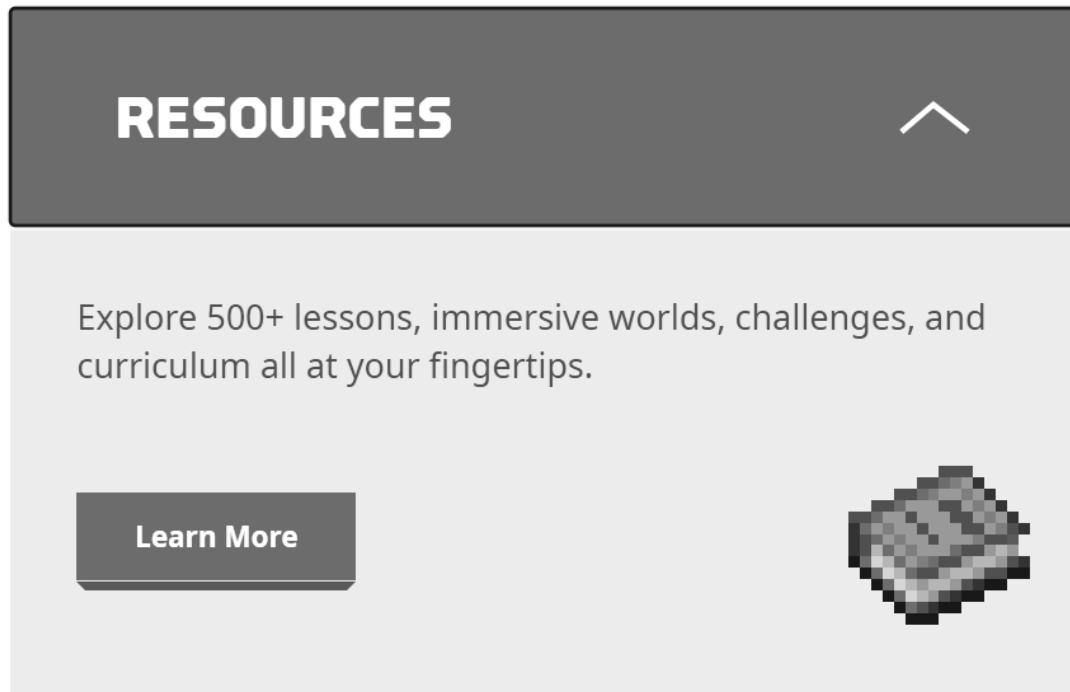 RESOURCES
Explore 500+ lessons, immersive worlds, challenges, and
curriculum all at your fingertips.
Learn More